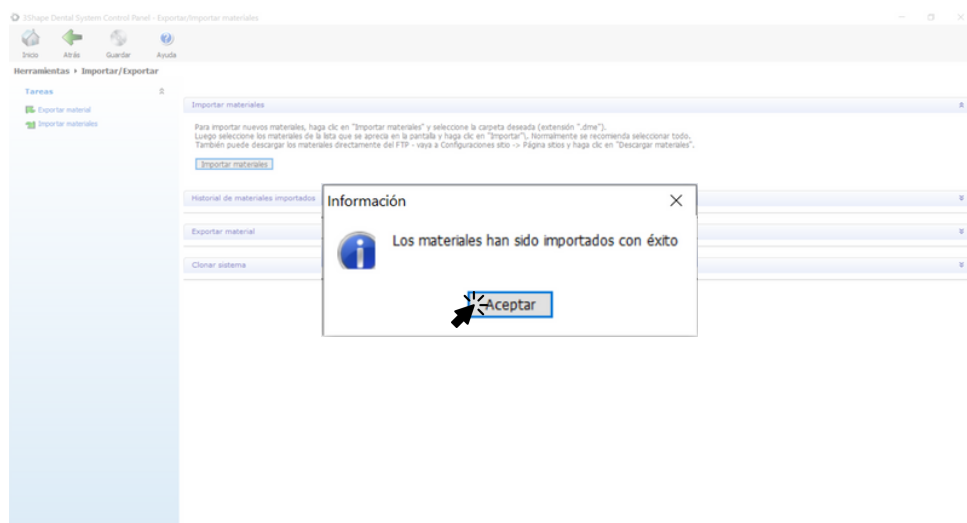 3Shape Dental System Control Panel - Exportar/Importar materiales
Inicio Atrás Guardar Ayuda
Herramientas › Importar/Exportar
Tareas
Exportar material
Importar materiales
Importar materiales
Para importar nuevos materiales, haga clic en "Importar materiales" y seleccione la carpeta deseada (extensión ".dme").
Luego seleccione los materiales de la lista que se aprecia en la pantalla y haga clic en "Importar"\. Normalmente se recomienda seleccionar todo.
También puede descargar los materiales directamente del FTP - vaya a Configuraciones sitio -> Página sitios y haga clic en "Descargar materiales".
Importar materiales
Historial de materiales importados
Exportar material
Clonar sistema
Información
Los materiales han sido importados con éxito
Aceptar